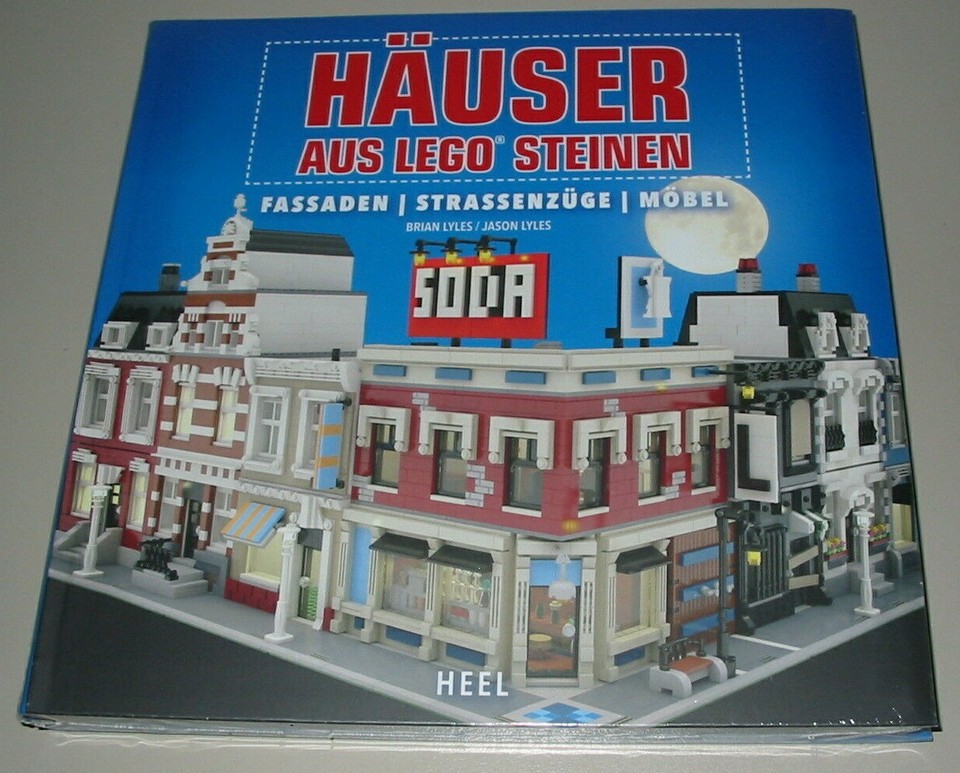 HÄUSER
AUS LEGO® STEINEN
FASSADEN | STRASSENZÜGE | MÖBEL
BRIAN LYLES / JASON LYLES
SODA
HEEL